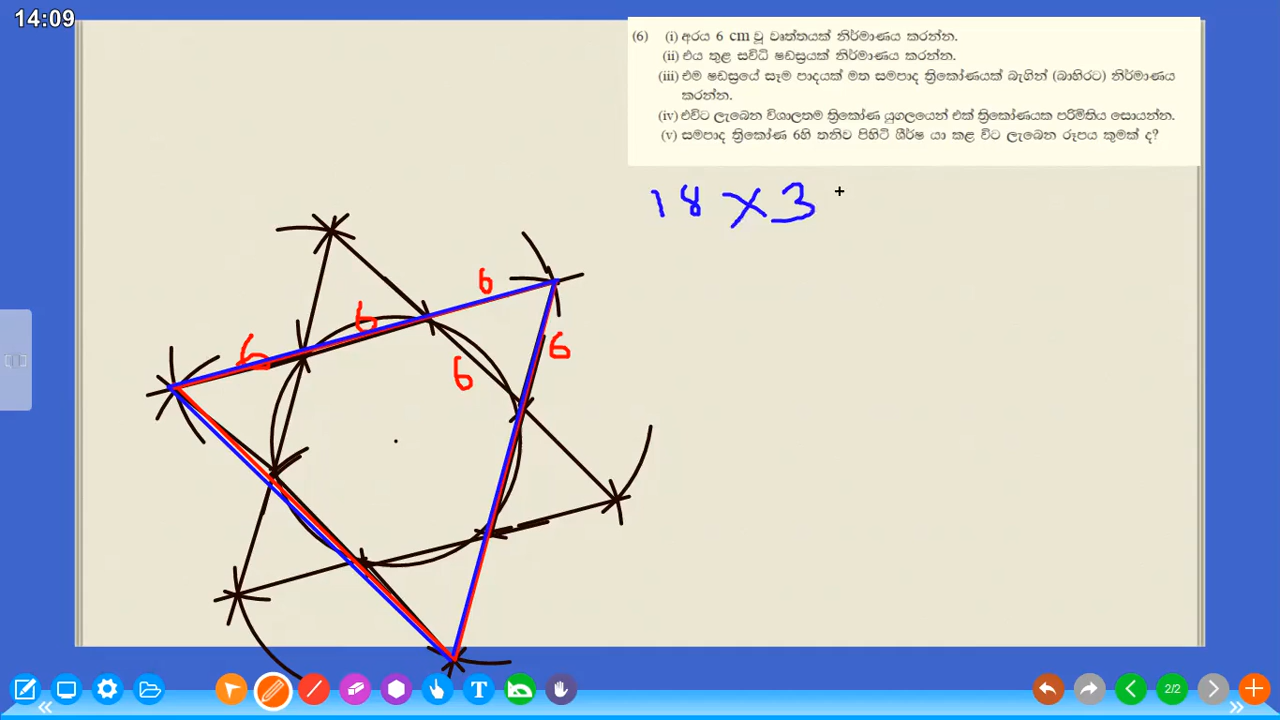 14:09
(6) (i) අරය 6 cm වූ වෘත්තයක් නිර්මාණය කරන්න.
(ii) එය තුළ සවිධි ෂඩස්‍රයක් නිර්මාණය කරන්න.
(iii) එම ෂඩස්‍රයේ සෑම පාදයක් මත සමපාද ත්‍රිකෝණයක් බැගින් (බාහිරට) නිර්මාණය
කරන්න.
(iv) එවිට ලැබෙන විශාලතම ත්‍රිකෝණ යුගලයෙන් එක් ත්‍රිකෝණයක පරිමිතිය සොයන්න.
(v) සමපාද ත්‍රිකෝණ 6හි තනිව පිහිටි ශීර්ෂ යා කළ විට ලැබෙන රූපය කුමක් ද?
18 × 3
6
6
6
6
6
T
2/2